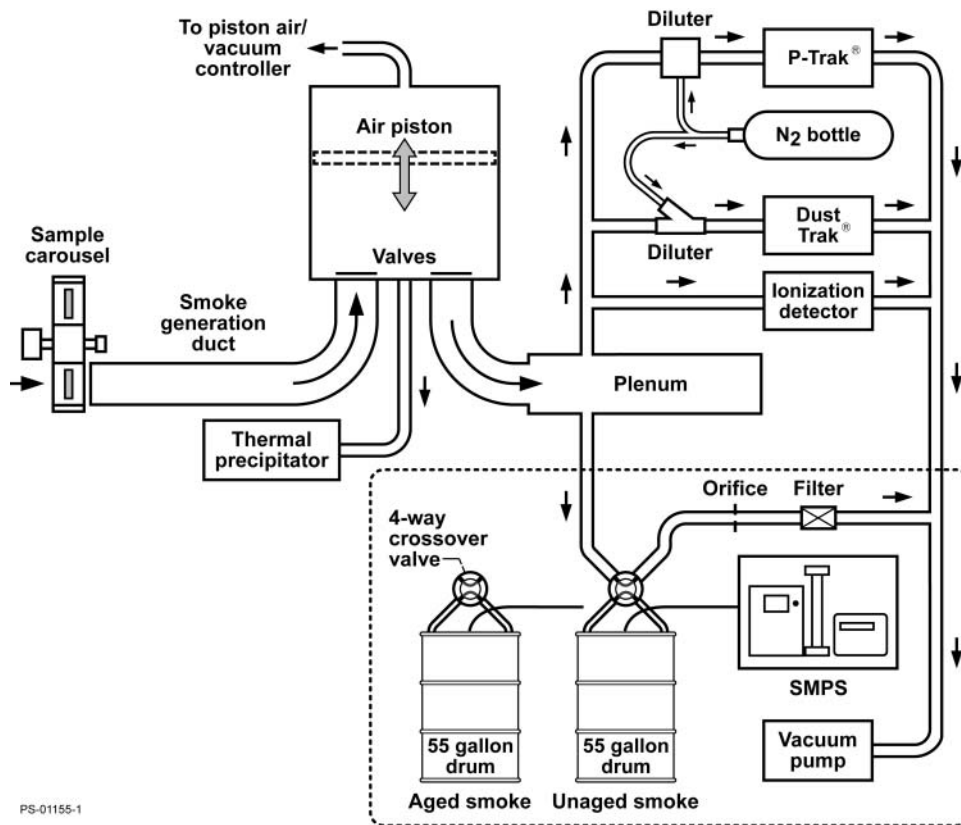 To piston air/
vacuum
controller
Air piston
Valves
Sample
carousel
Smoke
generation
duct
Thermal
precipitator
Diluter
P-Trak®
N2 bottle
Dust
Trak®
Diluter
Ionization
detector
Plenum
Orifice
Filter
4-way
crossover
valve
SMPS
55 gallon
drum
55 gallon
drum
Vacuum
pump
Aged smoke
Unaged smoke
PS-01155-1